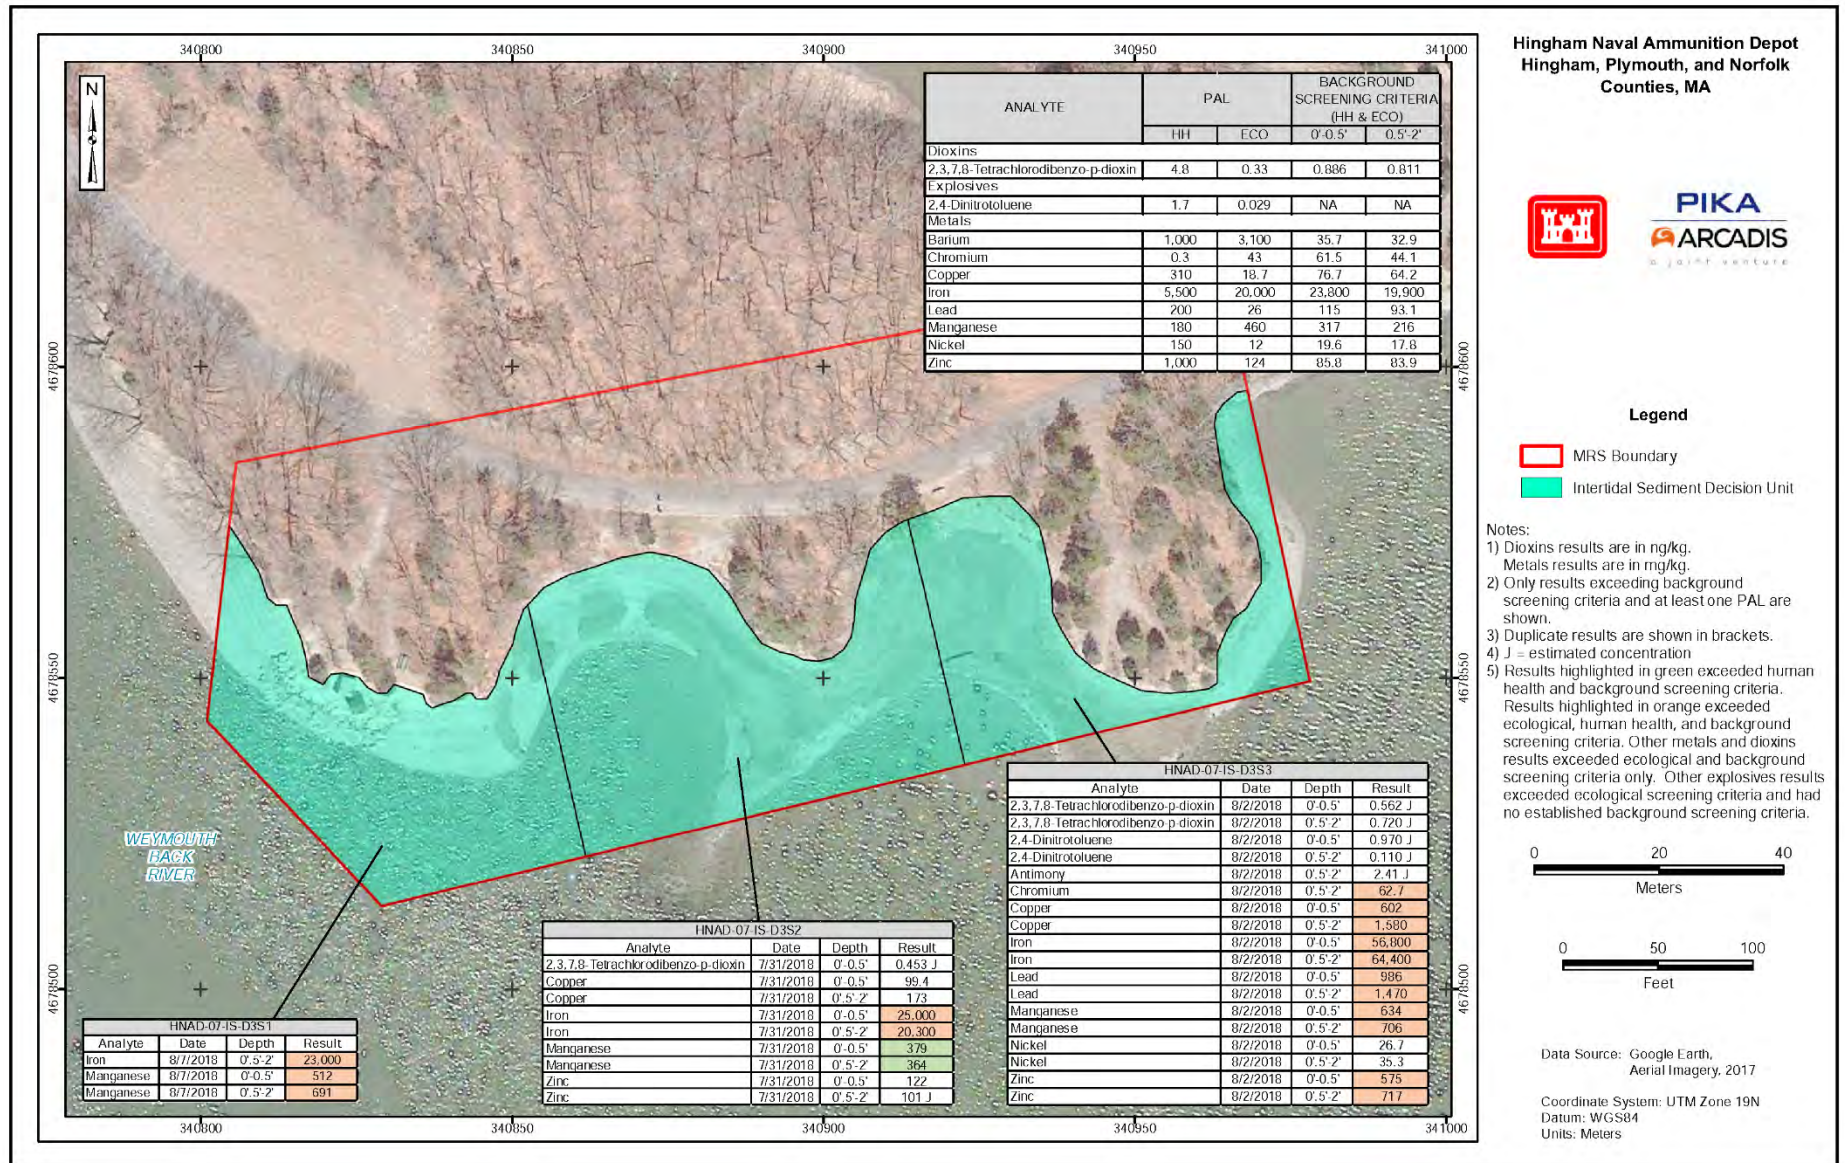 340800 340850 340900 340950 341000
N
ANALYTE PAL BACKGROUND SCREENING CRITERIA (HH & ECO)
HH ECO 0'-0.5' 0.5'-2'
Dioxins
2,3,7,8-Tetrachlorodibenzo-p-dioxin 4.8 0.33 0.886 0.811
Explosives
2,4-Dinitrotoluene 1.7 0.029 NA NA
Metals
Barium 1,000 3,100 35.7 32.9
Chromium 0.3 43 61.5 44.1
Copper 310 18.7 76.7 64.2
Iron 5,500 20,000 23,800 19,900
Lead 200 26 115 93.1
Manganese 180 460 317 216
Nickel 150 12 19.6 17.8
Zinc 1,000 124 85.8 83.9
4678600 4678600
4678550 4678550
4678500 4678500
WEYMOUTH
BACK
RIVER
HNAD-07-IS-D3S1
Analyte Date Depth Result
Iron 8/7/2018 0'.5'-2' 23,000
Manganese 8/7/2018 0'-0.5' 512
Manganese 8/7/2018 0'.5'-2' 691
HNAD-07-IS-D3S2
Analyte Date Depth Result
2,3,7,8-Tetrachlorodibenzo-p-dioxin 7/31/2018 0'-0.5' 0.453 J
Copper 7/31/2018 0'-0.5' 99.4
Copper 7/31/2018 0'.5'-2' 173
Iron 7/31/2018 0'-0.5' 25,000
Iron 7/31/2018 0'.5'-2' 20,300
Manganese 7/31/2018 0'-0.5' 379
Manganese 7/31/2018 0'.5'-2' 364
Zinc 7/31/2018 0'-0.5' 122
Zinc 7/31/2018 0'.5'-2' 101 J
HNAD-07-IS-D3S3
Analyte Date Depth Result
2,3,7,8-Tetrachlorodibenzo-p-dioxin 8/2/2018 0'-0.5' 0.562 J
2,3,7,8-Tetrachlorodibenzo-p-dioxin 8/2/2018 0'.5'-2' 0.720 J
2,4-Dinitrotoluene 8/2/2018 0'-0.5' 0.970 J
2,4-Dinitrotoluene 8/2/2018 0'.5'-2' 0.110 J
Antimony 8/2/2018 0'.5'-2' 2.41 J
Chromium 8/2/2018 0'.5'-2' 62.7
Copper 8/2/2018 0'-0.5' 602
Copper 8/2/2018 0'.5'-2' 1,580
Iron 8/2/2018 0'-0.5' 56,800
Iron 8/2/2018 0'.5'-2' 64,400
Lead 8/2/2018 0'-0.5' 986
Lead 8/2/2018 0'.5'-2' 1,470
Manganese 8/2/2018 0'-0.5' 634
Manganese 8/2/2018 0'.5'-2' 706
Nickel 8/2/2018 0'-0.5' 26.7
Nickel 8/2/2018 0'.5'-2' 35.3
Zinc 8/2/2018 0'-0.5' 575
Zinc 8/2/2018 0'.5'-2' 717
340800 340850 340900 340950 341000
Hingham Naval Ammunition Depot
Hingham, Plymouth, and Norfolk
Counties, MA
PIKA
ARCADIS
a joint venture
Legend
MRS Boundary
Intertidal Sediment Decision Unit
Notes:
1) Dioxins results are in ng/kg.
Metals results are in mg/kg.
2) Only results exceeding background
screening criteria and at least one PAL are
shown.
3) Duplicate results are shown in brackets.
4) J = estimated concentration
5) Results highlighted in green exceeded human
health and background screening criteria.
Results highlighted in orange exceeded
ecological, human health, and background
screening criteria. Other metals and dioxins
results exceeded ecological and background
screening criteria only. Other explosives results
exceeded ecological screening criteria and had
no established background screening criteria.
0 20 40
Meters
0 50 100
Feet
Data Source: Google Earth,
Aerial Imagery, 2017
Coordinate System: UTM Zone 19N
Datum: WGS84
Units: Meters